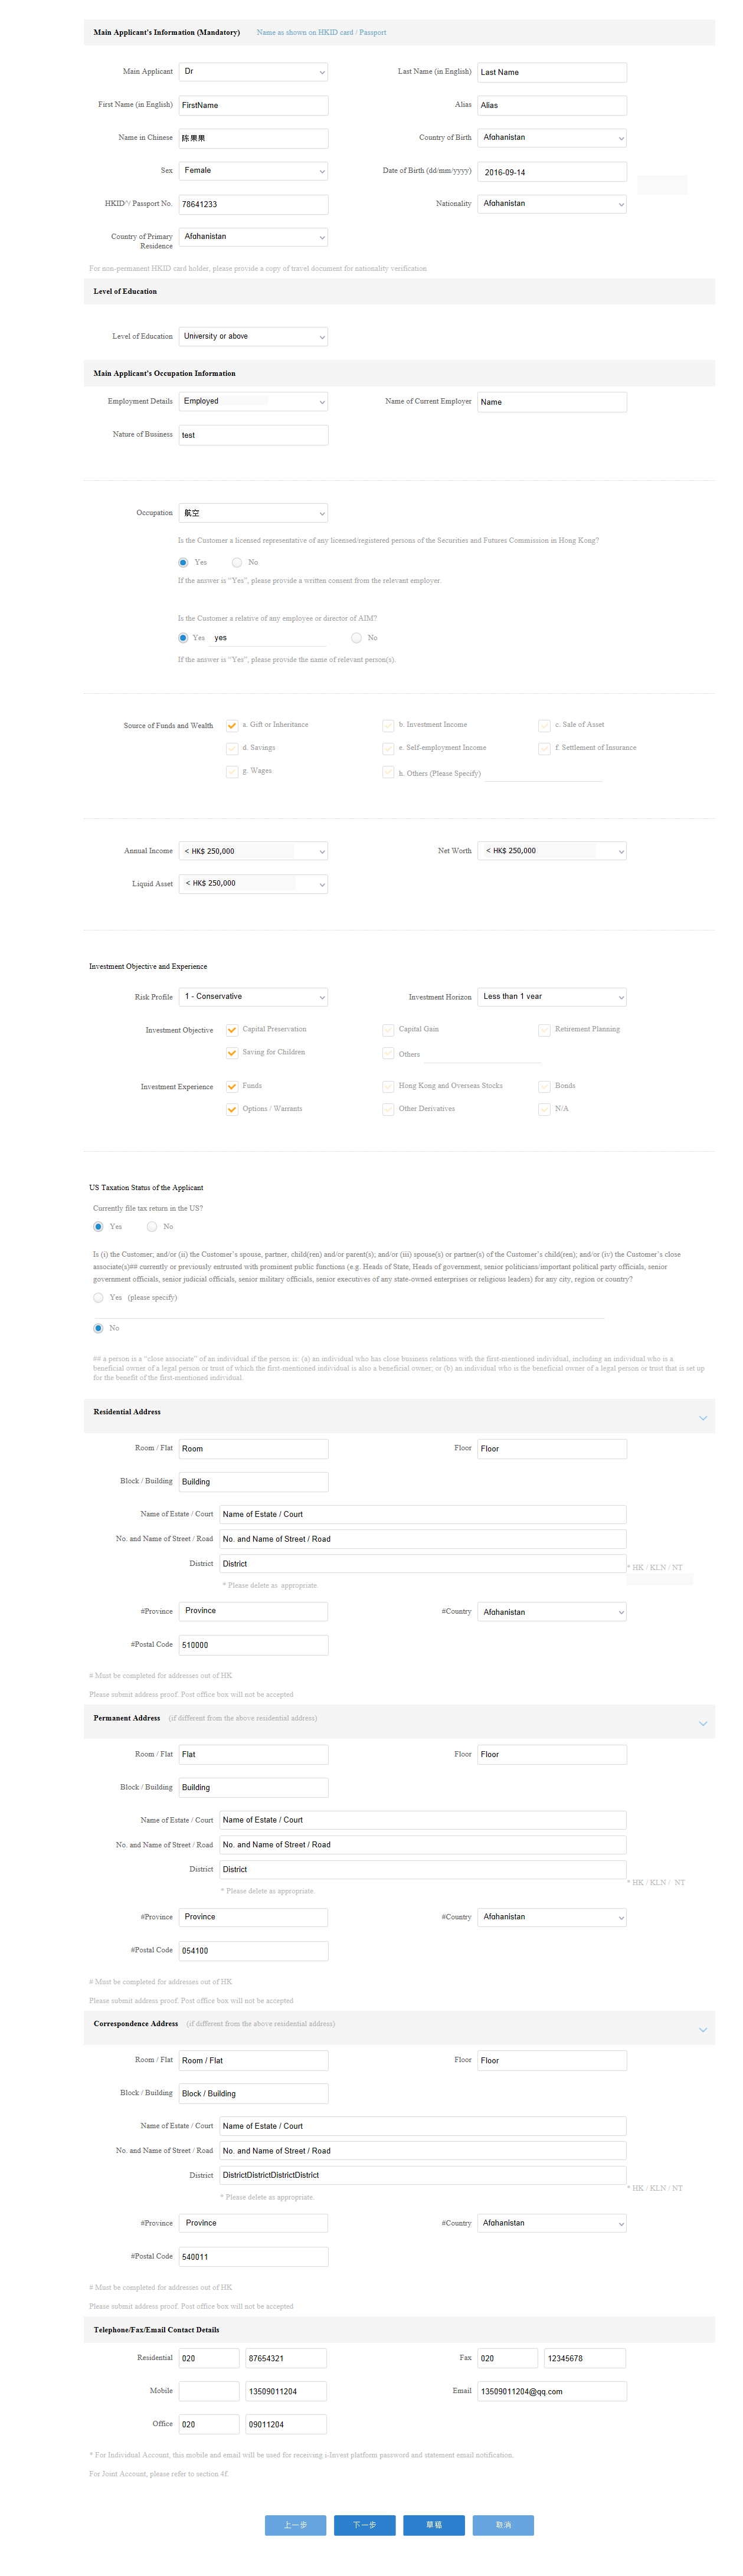 Main Applicant's Information (Mandatory) Name as shown on HKID card / Passport
Main Applicant Dr Last Name (in English) Last Name
First Name (in English) FirstName Alias Alias
Name in Chinese 陈果果 Country of Birth Afghanistan
Sex Female Date of Birth (dd/mm/yyyy) 2016-09-14
HKID^/ Passport No. 78641233 Nationality Afghanistan
Country of Primary Residence Afghanistan
For non-permanent HKID card holder, please provide a copy of travel document for nationality verification
Level of Education
Level of Education University or above
Main Applicant's Occupation Information
Employment Details Employed Name of Current Employer Name
Nature of Business test
Occupation 航空
Is the Customer a licensed representative of any licensed/registered persons of the Securities and Futures Commission in Hong Kong?
Yes No
If the answer is "Yes", please provide a written consent from the relevant employer.
Is the Customer a relative of any employee or director of AIM?
Yes yes No
If the answer is "Yes", please provide the name of relevant person(s).
Source of Funds and Wealth a. Gift or Inheritance b. Investment Income c. Sale of Asset
d. Savings e. Self-employment Income f. Settlement of Insurance
g. Wages h. Others (Please Specify)
Annual Income < HK$ 250,000 Net Worth < HK$ 250,000
Liquid Asset < HK$ 250,000
Investment Objective and Experience
Risk Profile 1 - Conservative Investment Horizon Less than 1 year
Investment Objective Capital Preservation Capital Gain Retirement Planning
Saving for Children Others
Investment Experience Funds Hong Kong and Overseas Stocks Bonds
Options / Warrants Other Derivatives N/A
US Taxation Status of the Applicant
Currently file tax return in the US?
Yes No
Is (i) the Customer; and/or (ii) the Customer's spouse, partner, child(ren) and/or parent(s); and/or (iii) spouse(s) or partner(s) of the Customer's child(ren); and/or (iv) the Customer's close
associate(s)## currently or previously entrusted with prominent public functions (e.g. Heads of State, Heads of government, senior politicians/important political party officials, senior
government officials, senior judicial officials, senior military officials, senior executives of any state-owned enterprises or religious leaders) for any city, region or country?
Yes (please specify)
No
## a person is a "close associate" of an individual if the person is: (a) an individual who has close business relations with the first-mentioned individual, including an individual who is a
beneficial owner of a legal person or trust of which the first-mentioned individual is also a beneficial owner; or (b) an individual who is the beneficial owner of a legal person or trust that is set up
for the benefit of the first-mentioned individual.
Residential Address
Room / Flat Room Floor Floor
Block / Building Building
Name of Estate / Court Name of Estate / Court
No. and Name of Street / Road No. and Name of Street / Road
District District * HK / KLN / NT
* Please delete as appropriate.
#Province Province #Country Afghanistan
#Postal Code 510000
# Must be completed for addresses out of HK
Please submit address proof. Post office box will not be accepted
Permanent Address (if different from the above residential address)
Room / Flat Flat Floor Floor
Block / Building Building
Name of Estate / Court Name of Estate / Court
No. and Name of Street / Road No. and Name of Street / Road
District District * HK / KLN / NT
* Please delete as appropriate.
#Province Province #Country Afghanistan
#Postal Code 054100
# Must be completed for addresses out of HK
Please submit address proof. Post office box will not be accepted
Correspondence Address (if different from the above residential address)
Room / Flat Room / Flat Floor Floor
Block / Building Block / Building
Name of Estate / Court Name of Estate / Court
No. and Name of Street / Road No. and Name of Street / Road
District DistrictDistrictDistrictDistrict * HK / KLN / NT
* Please delete as appropriate.
#Province Province #Country Afghanistan
#Postal Code 540011
# Must be completed for addresses out of HK
Please submit address proof. Post office box will not be accepted
Telephone/Fax/Email Contact Details
Residential 020 87654321 Fax 020 12345678
Mobile 13509011204 Email 13509011204@qq.com
Office 020 09011204
* For Individual Account, this mobile and email will be used for receiving i-Invest platform password and statement email notification.
For Joint Account, please refer to section 4f.
上一步 下一步 草稿 取消